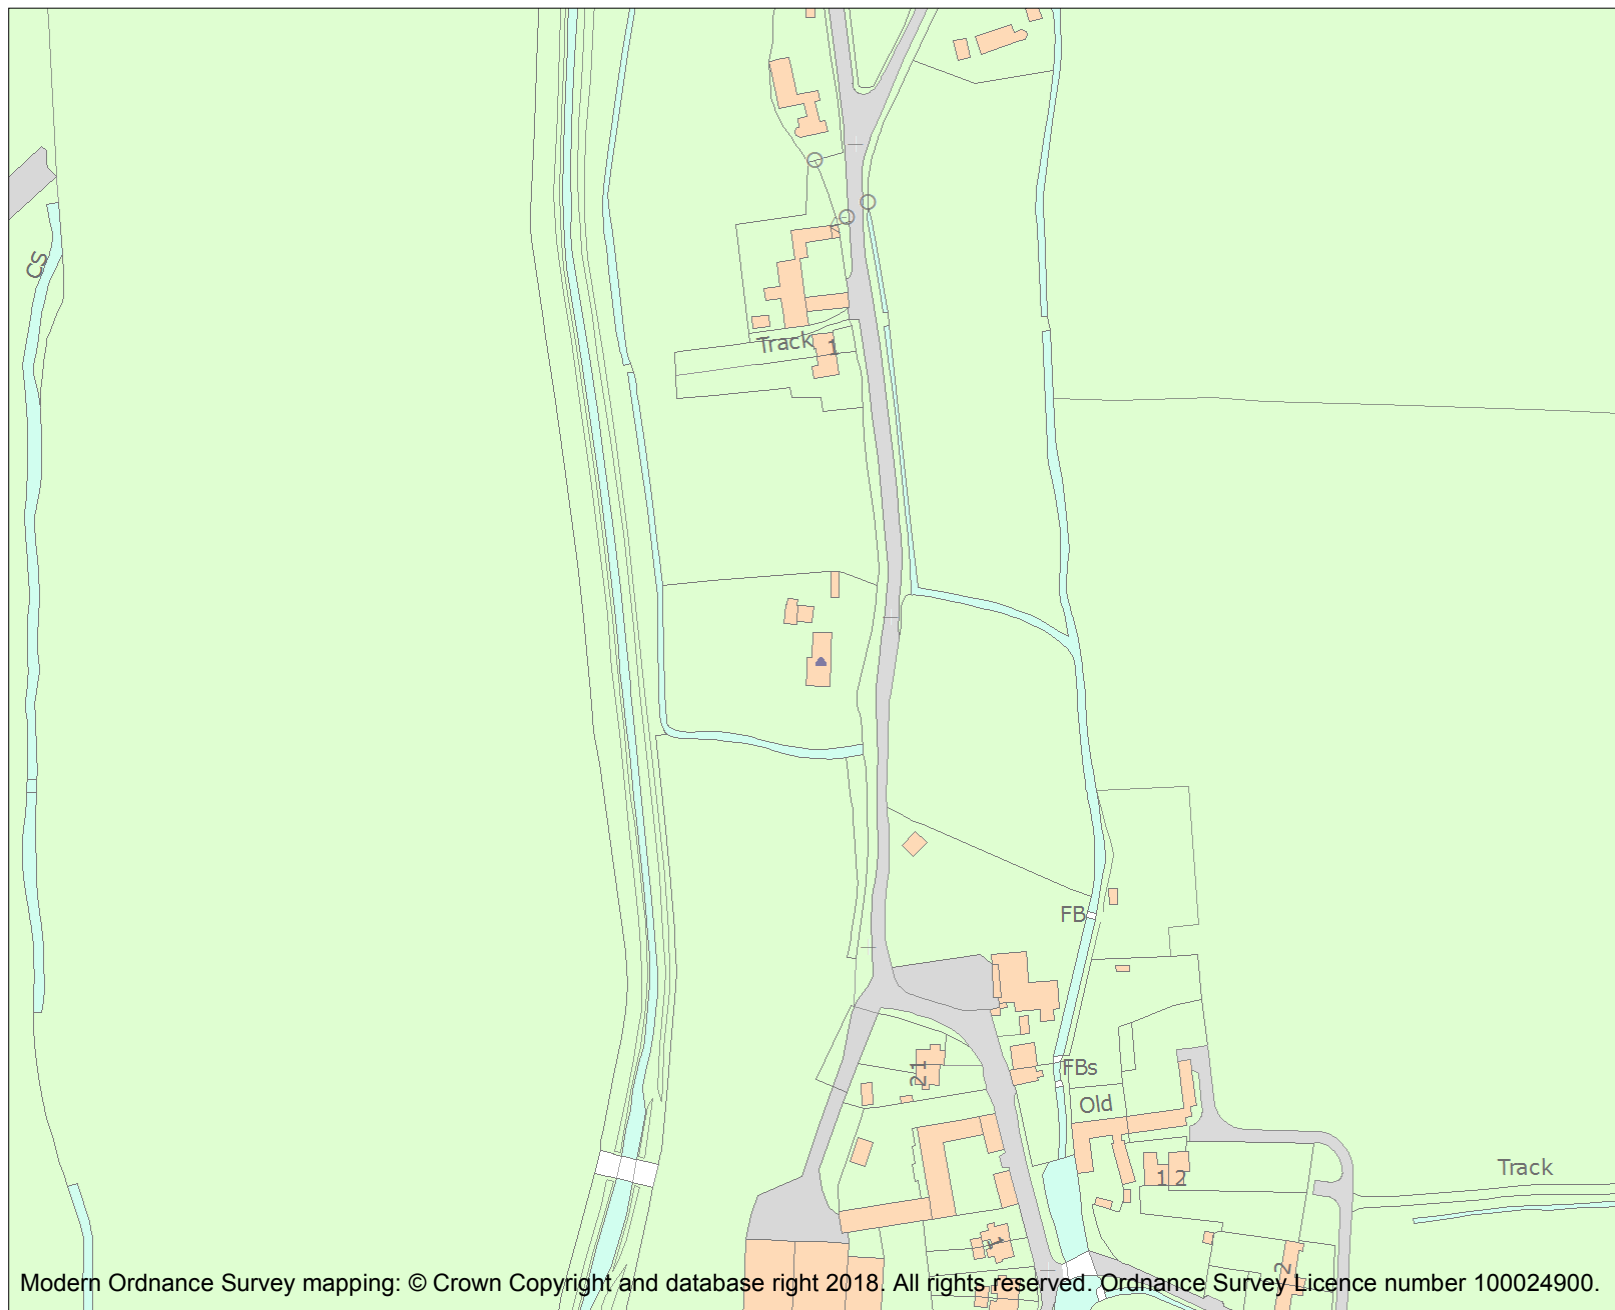 CS
Track 1
FB
FBs
21
Old
1 2
Track
1
2
Modern Ordnance Survey mapping: © Crown Copyright and database right 2018. All rights reserved. Ordnance Survey Licence number 100024900.